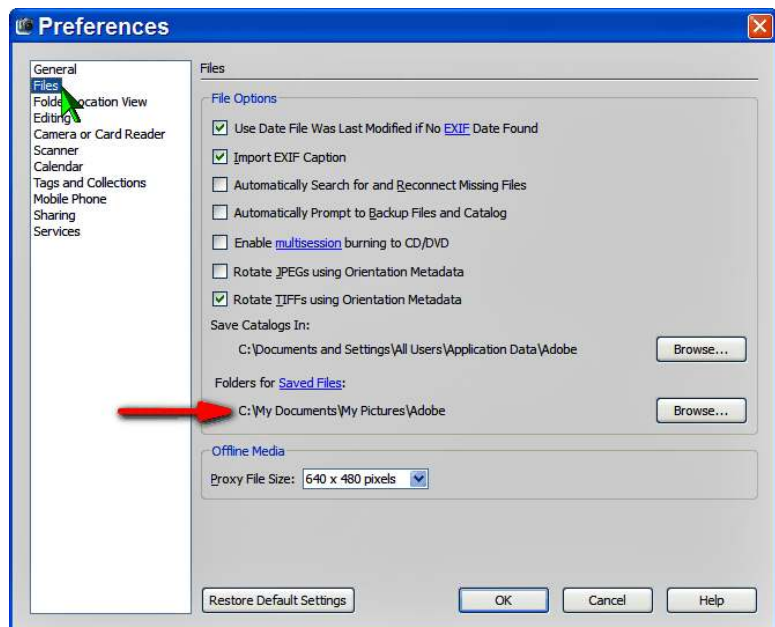 Preferences
General
Files
Folder Location View
Editing
Camera or Card Reader
Scanner
Calendar
Tags and Collections
Mobile Phone
Sharing
Services
Files
File Options
Use Date File Was Last Modified if No EXIF Date Found
Import EXIF Caption
Automatically Search for and Reconnect Missing Files
Automatically Prompt to Backup Files and Catalog
Enable multisession burning to CD/DVD
Rotate JPEGs using Orientation Metadata
Rotate TIFFs using Orientation Metadata
Save Catalogs In:
C:\Documents and Settings\All Users\Application Data\Adobe
Browse...
Folders for Saved Files:
C:\My Documents\My Pictures\Adobe
Browse...
Offline Media
Proxy File Size: 640 x 480 pixels
Restore Default Settings
OK
Cancel
Help